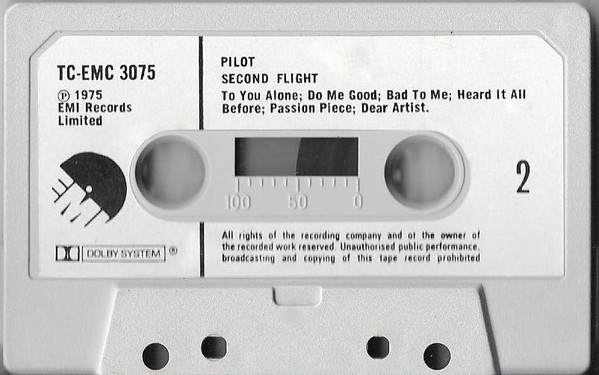 TC-EMC 3075
Ⓟ 1975
EMI Records
Limited
EMI
DOLBY SYSTEM ®
PILOT
SECOND FLIGHT
To You Alone; Do Me Good; Bad To Me; Heard It All
Before; Passion Piece; Dear Artist.
100 50 0
2
All rights of the recording company and of the owner of
the recorded work reserved. Unauthorised public performance,
broadcasting and copying of this tape record prohibited